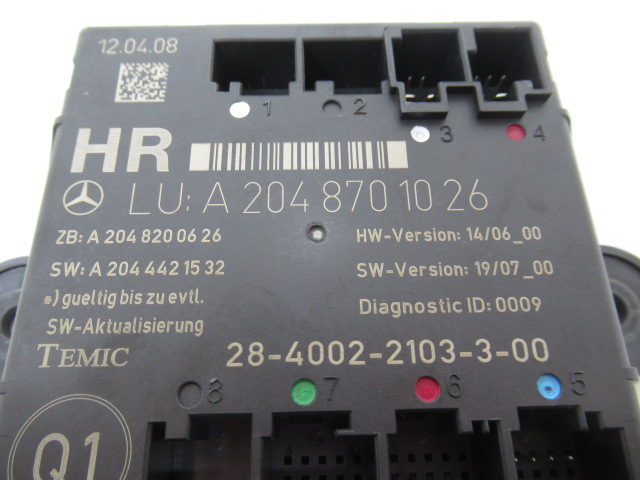 12.04.08
1 2 3 4
HR
LU: A 204 870 10 26
ZB: A 204 820 06 26
HW-Version: 14/06_00
SW: A 204 442 15 32
SW-Version: 19/07_00
*) gueltig bis zu evtl.
SW-Aktualisierung
Diagnostic ID: 0009
TEMIC
28-4002-2103-3-00
8 7 6 5
Q1